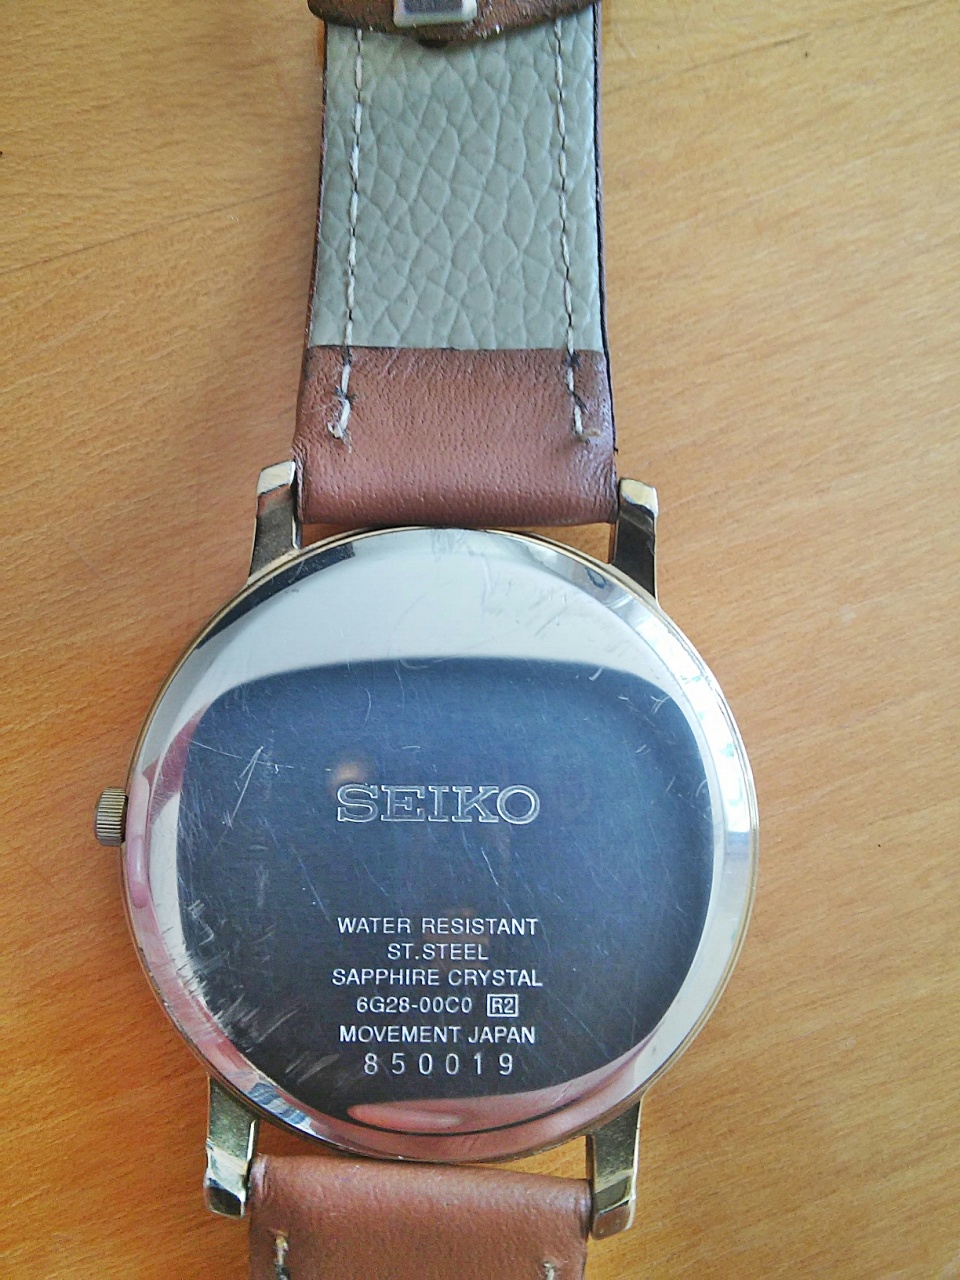 SEIKO
WATER RESISTANT
ST.STEEL
SAPPHIRE CRYSTAL
6G28-00C0 R2
MOVEMENT JAPAN
850019